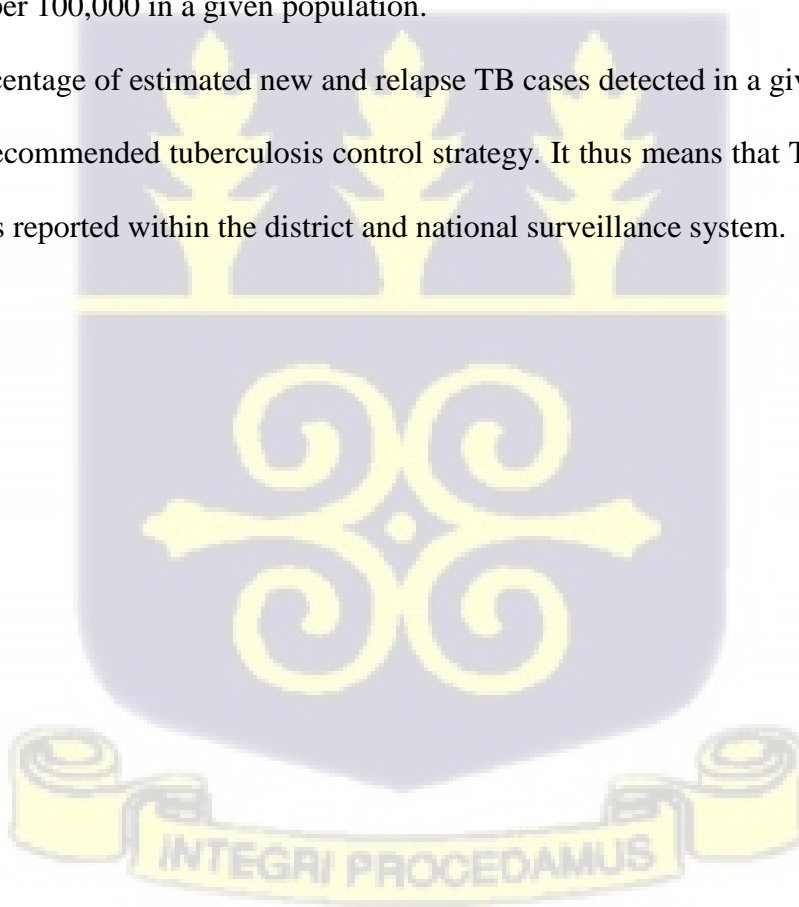 per 100,000 in a given population.
centage of estimated new and relapse TB cases detected in a giv
ecommended tuberculosis control strategy. It thus means that T
s reported within the district and national surveillance system.
INTEGRI PROCEDAMUS